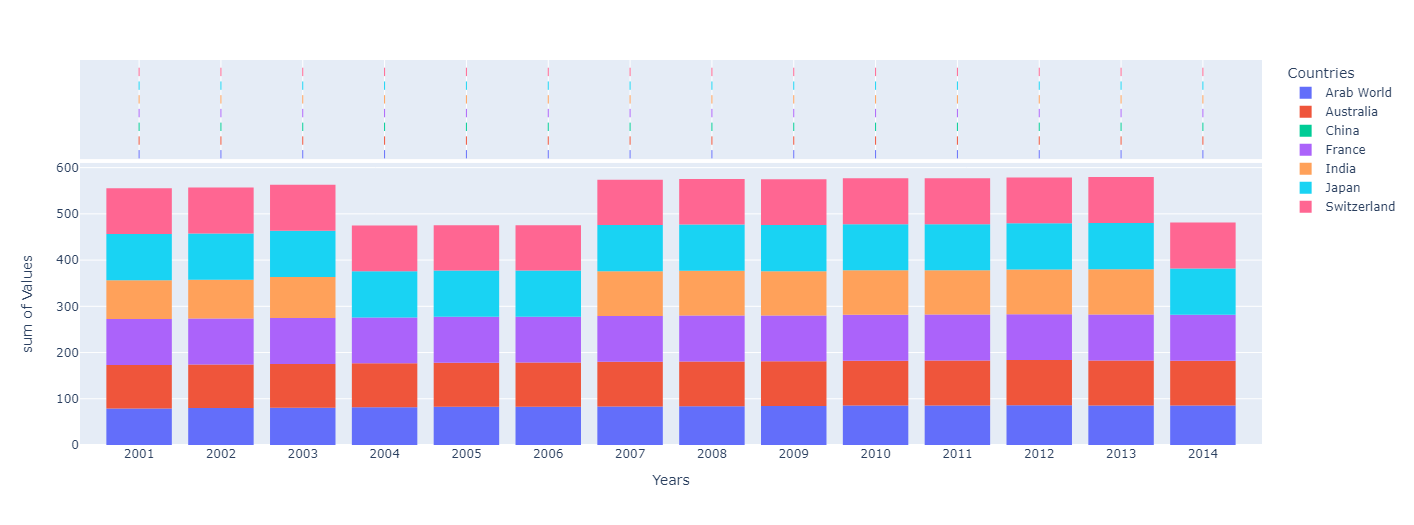 Countries
Arab World
Australia
China
France
India
Japan
Switzerland
600
500
400
300
200
100
0
sum of Values
2001 2002 2003 2004 2005 2006 2007 2008 2009 2010 2011 2012 2013 2014
Years